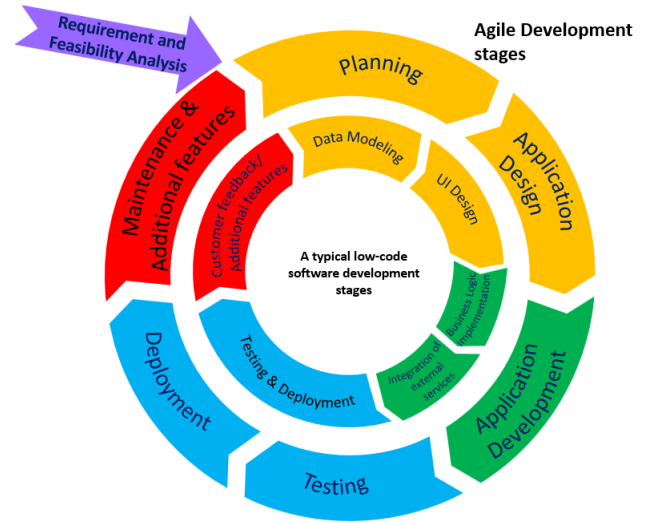 Requirement and
Feasibility Analysis
Agile Development
stages
Planning
Application
Design
Application
Development
Testing
Deployment
Maintenance &
Additional features
Data Modeling
UI Design
Business Logic
implementation
Integration of
external
services
Testing & Deployment
Customer feedback/
Additional features
A typical low-code
software development
stages